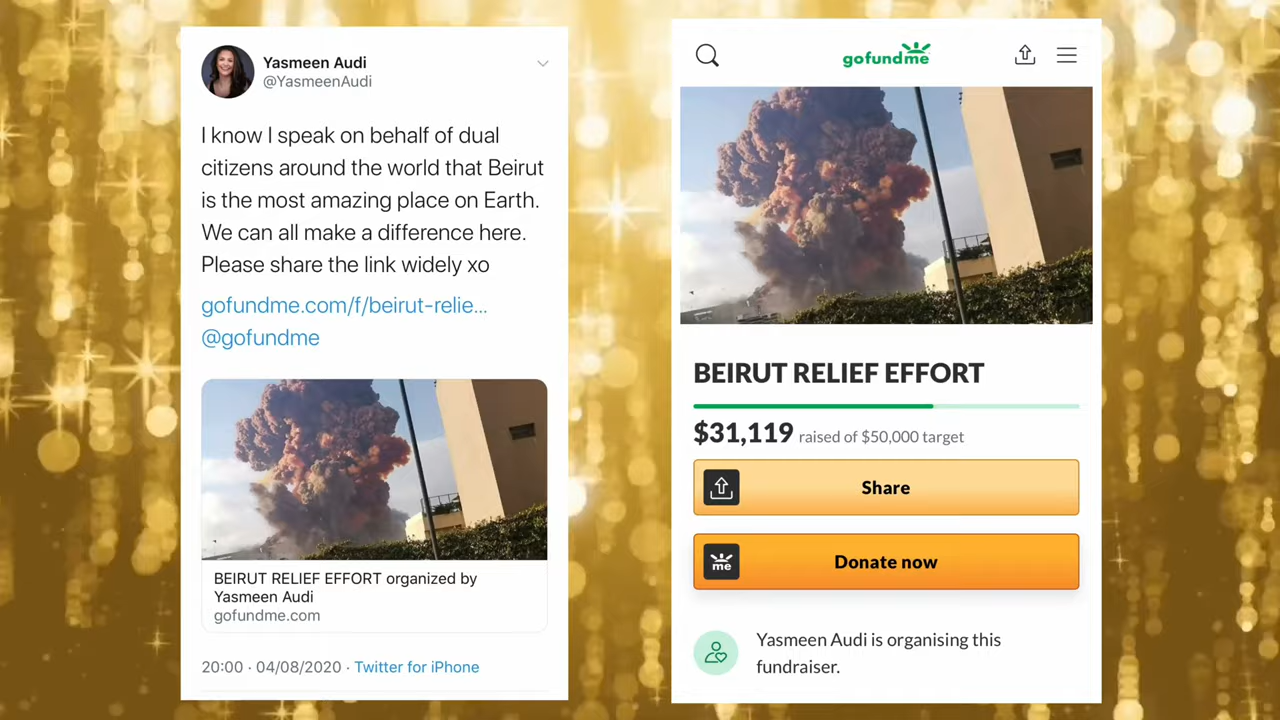 Yasmeen Audi
@YasmeenAudi
I know I speak on behalf of dual
citizens around the world that Beirut
is the most amazing place on Earth.
We can all make a difference here.
Please share the link widely xo
gofundme.com/f/beirut-relie...
@gofundme
BEIRUT RELIEF EFFORT organized by
Yasmeen Audi
gofundme.com
20:00 · 04/08/2020 · Twitter for iPhone
gofundme
BEIRUT RELIEF EFFORT
$31,119 raised of $50,000 target
Share
me Donate now
Yasmeen Audi is organising this
fundraiser.